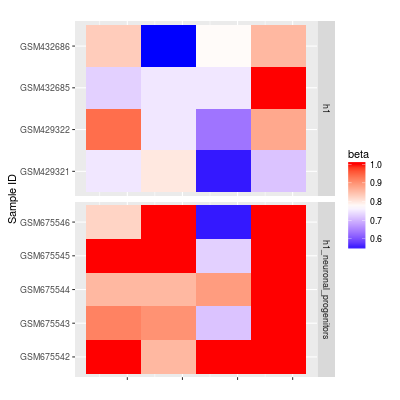 Sample ID
GSM432686
GSM432685
GSM429322
GSM429321
h1
GSM675546
GSM675545
GSM675544
GSM675543
GSM675542
h1_neuronal_progenitors
beta
1.0
0.9
0.8
0.7
0.6